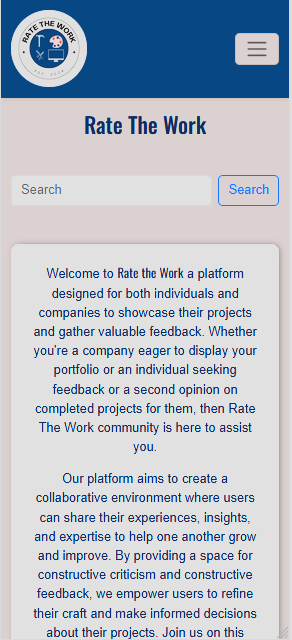 RATE THE WORK
Rate The Work
Search
Search
Welcome to Rate the Work a platform
designed for both individuals and
companies to showcase their projects
and gather valuable feedback. Whether
you're a company eager to display your
portfolio or an individual seeking
feedback or a second opinion on
completed projects for them, then Rate
The Work community is here to assist
you.
Our platform aims to create a
collaborative environment where users
can share their experiences, insights,
and expertise to help one another grow
and improve. By providing a space for
constructive criticism and constructive
feedback, we empower users to refine
their craft and make informed decisions
about their projects. Join us on this